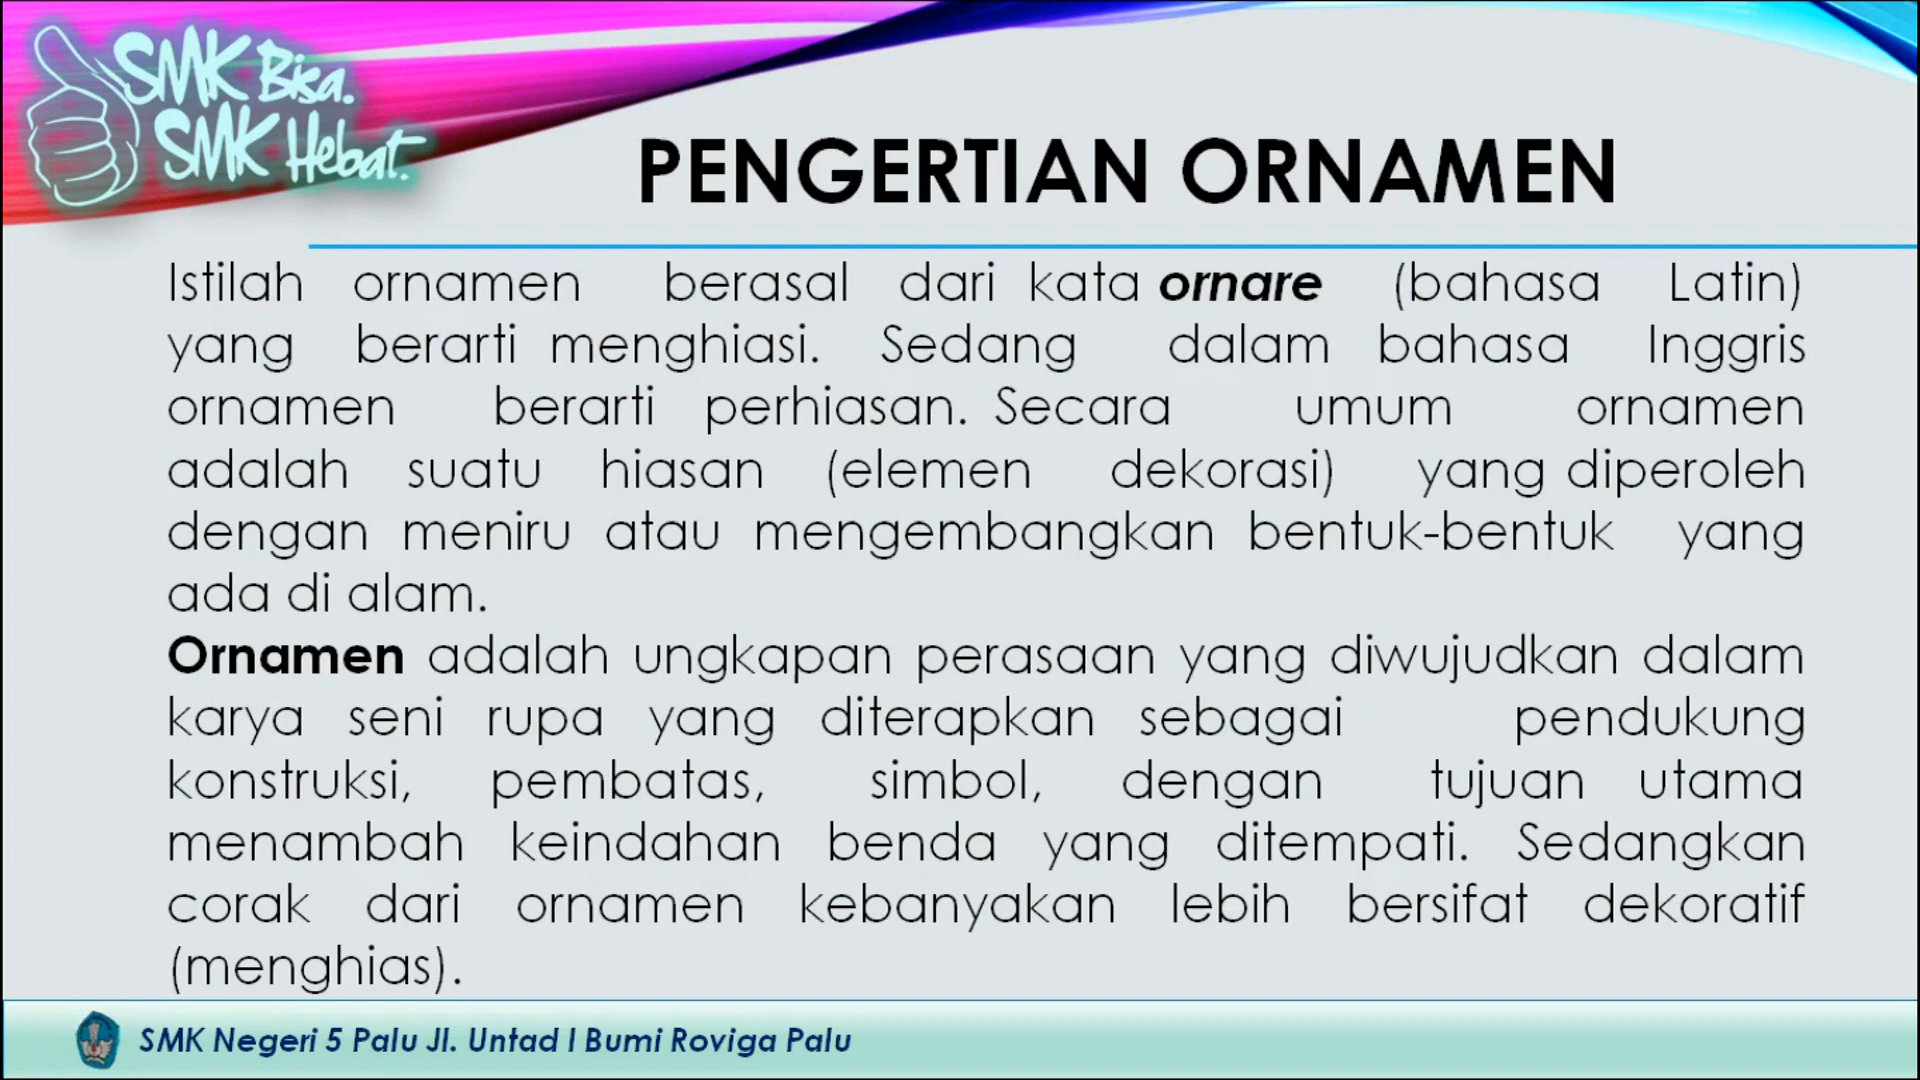 SMK Bisa.
SMK Hebat.
PENGERTIAN ORNAMEN
Istilah ornamen berasal dari kata ornare (bahasa Latin)
yang berarti menghiasi. Sedang dalam bahasa Inggris
ornamen berarti perhiasan. Secara umum ornamen
adalah suatu hiasan (elemen dekorasi) yang diperoleh
dengan meniru atau mengembangkan bentuk-bentuk yang
ada di alam.
Ornamen adalah ungkapan perasaan yang diwujudkan dalam
karya seni rupa yang diterapkan sebagai pendukung
konstruksi, pembatas, simbol, dengan tujuan utama
menambah keindahan benda yang ditempati. Sedangkan
corak dari ornamen kebanyakan lebih bersifat dekoratif
(menghias).
SMK Negeri 5 Palu Jl. Untad I Bumi Roviga Palu